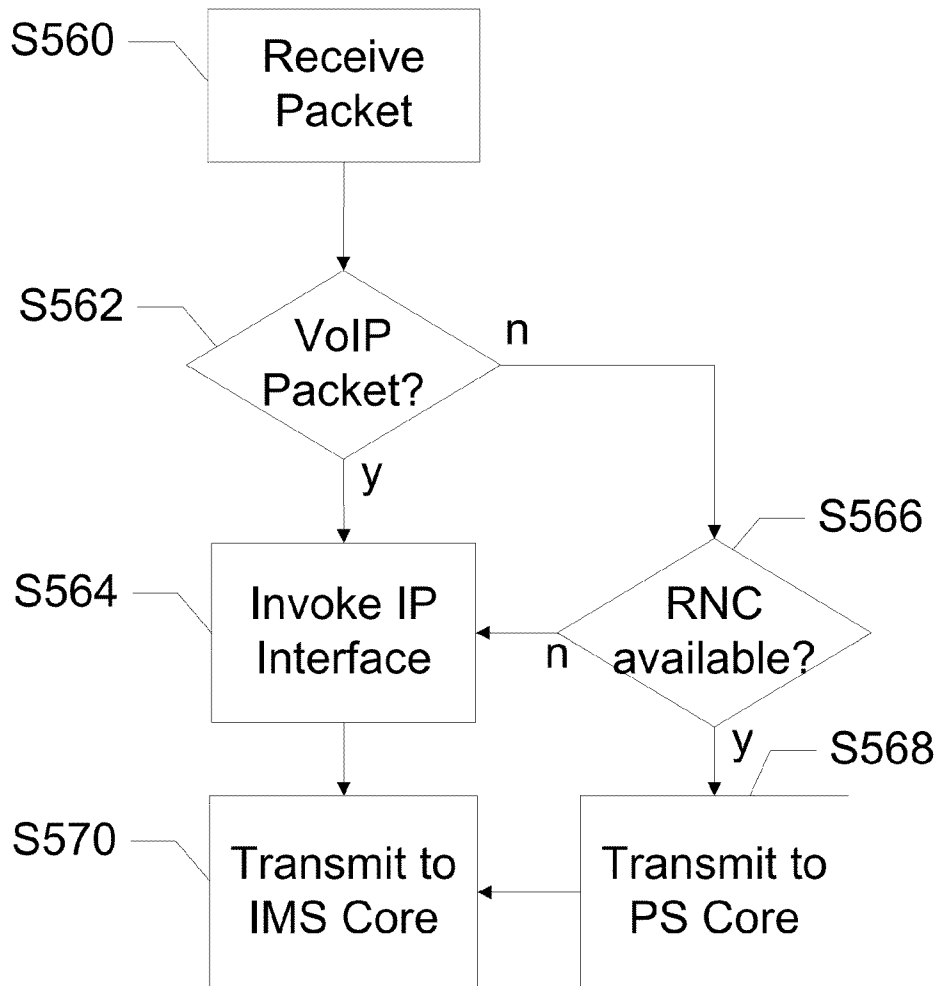 S560
Receive
Packet
S562
VoIP
Packet?
n
y
S566
S564
Invoke IP
Interface
RNC
available?
n
y
S568
S570
Transmit to
IMS Core
Transmit to
PS Core